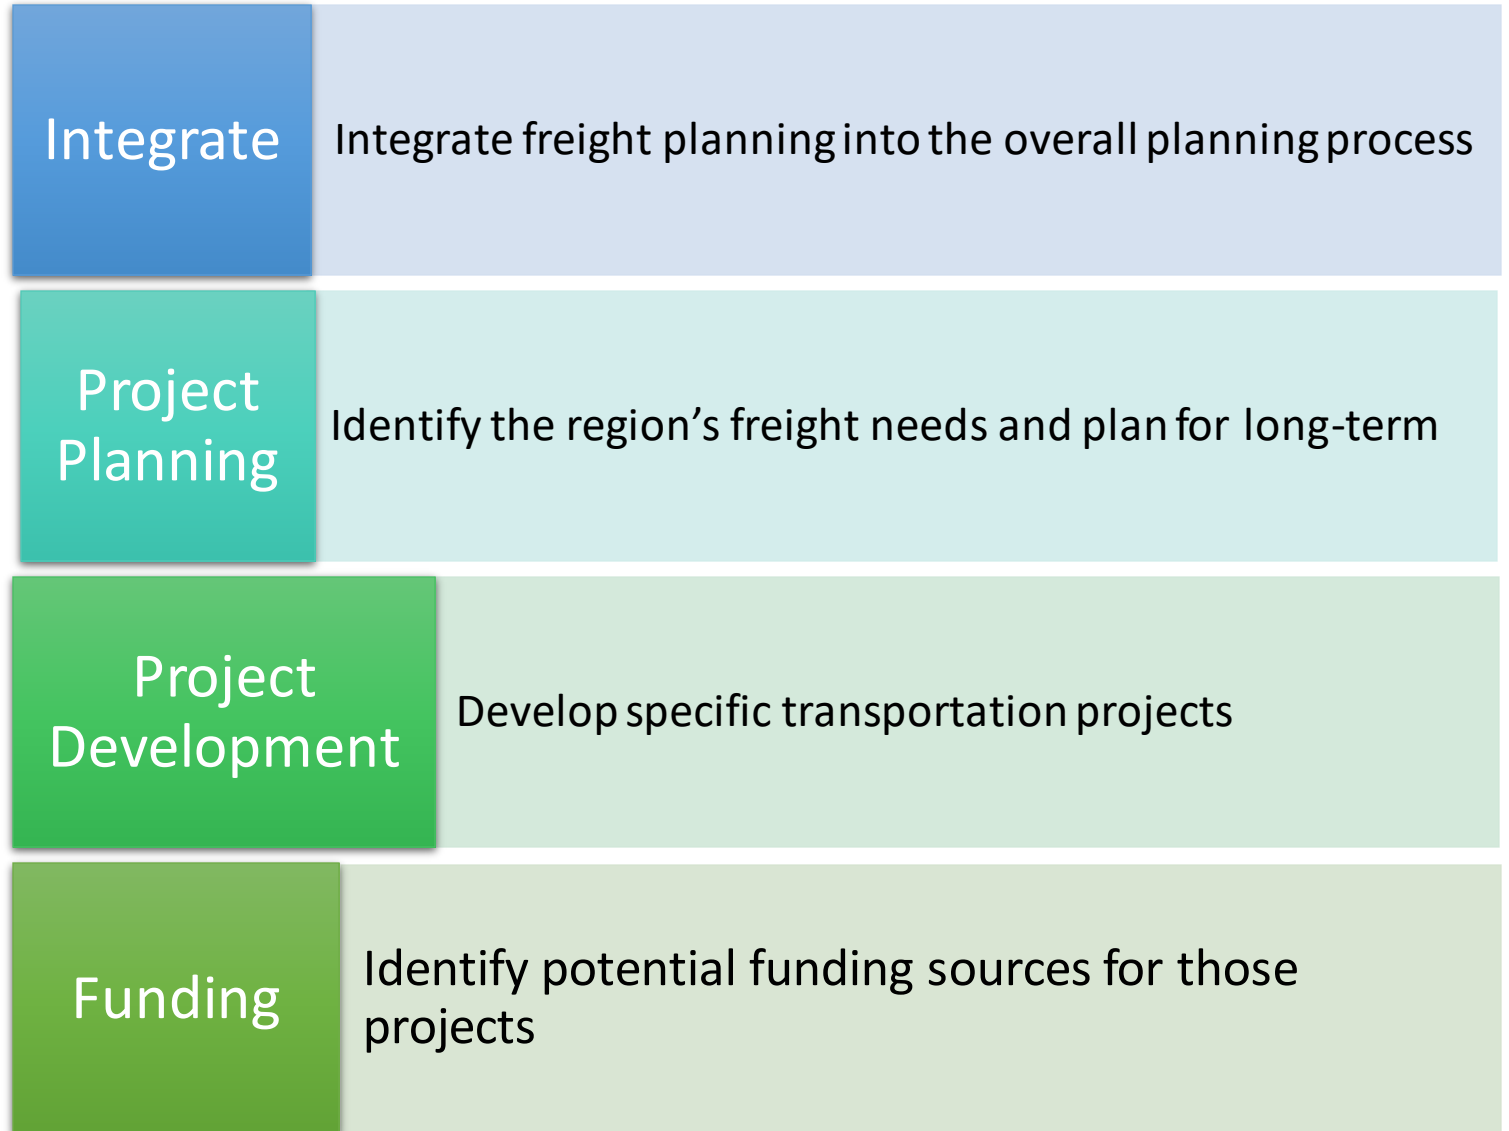 Integrate
Integrate freight planning into the overall planning process
Project
Planning
Identify the region’s freight needs and plan for long-term
Project
Development
Develop specific transportation projects
Funding
Identify potential funding sources for those
projects